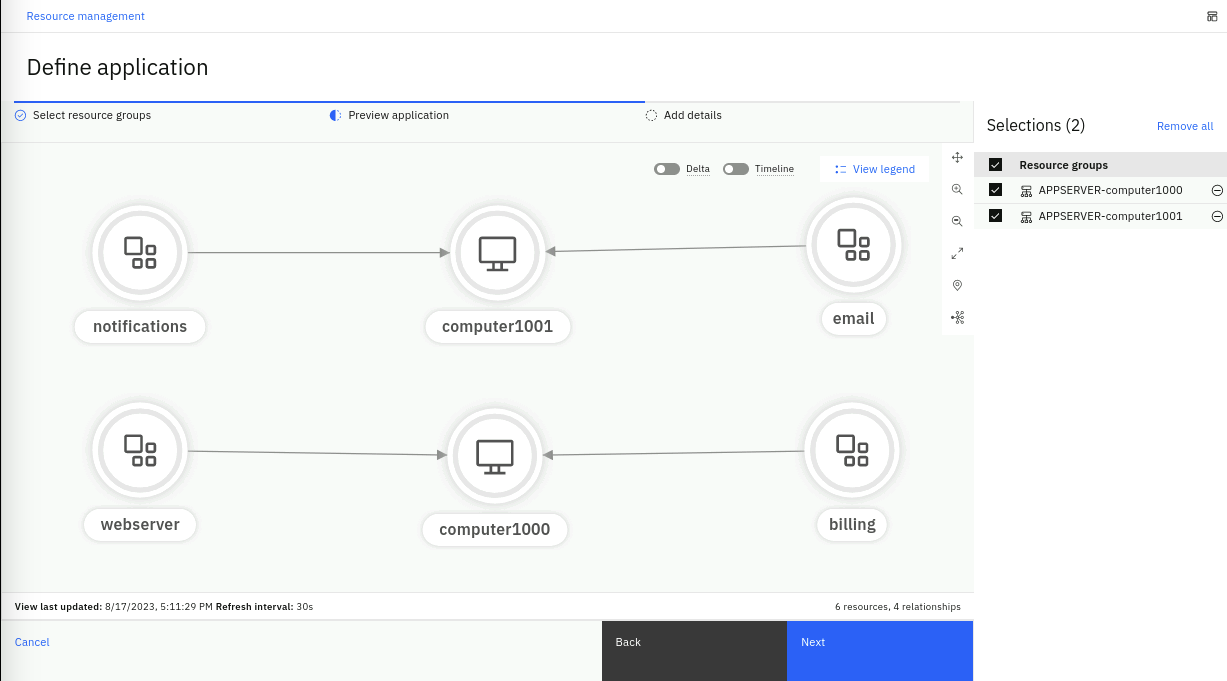 Resource management
Define application
Select resource groups
Preview application
Add details
Delta
Timeline
View legend
notifications
computer1001
email
webserver
computer1000
billing
View last updated: 8/17/2023, 5:11:29 PM Refresh interval: 30s
6 resources, 4 relationships
Cancel
Back
Next
Selections (2)
Remove all
Resource groups
APPSERVER-computer1000
APPSERVER-computer1001